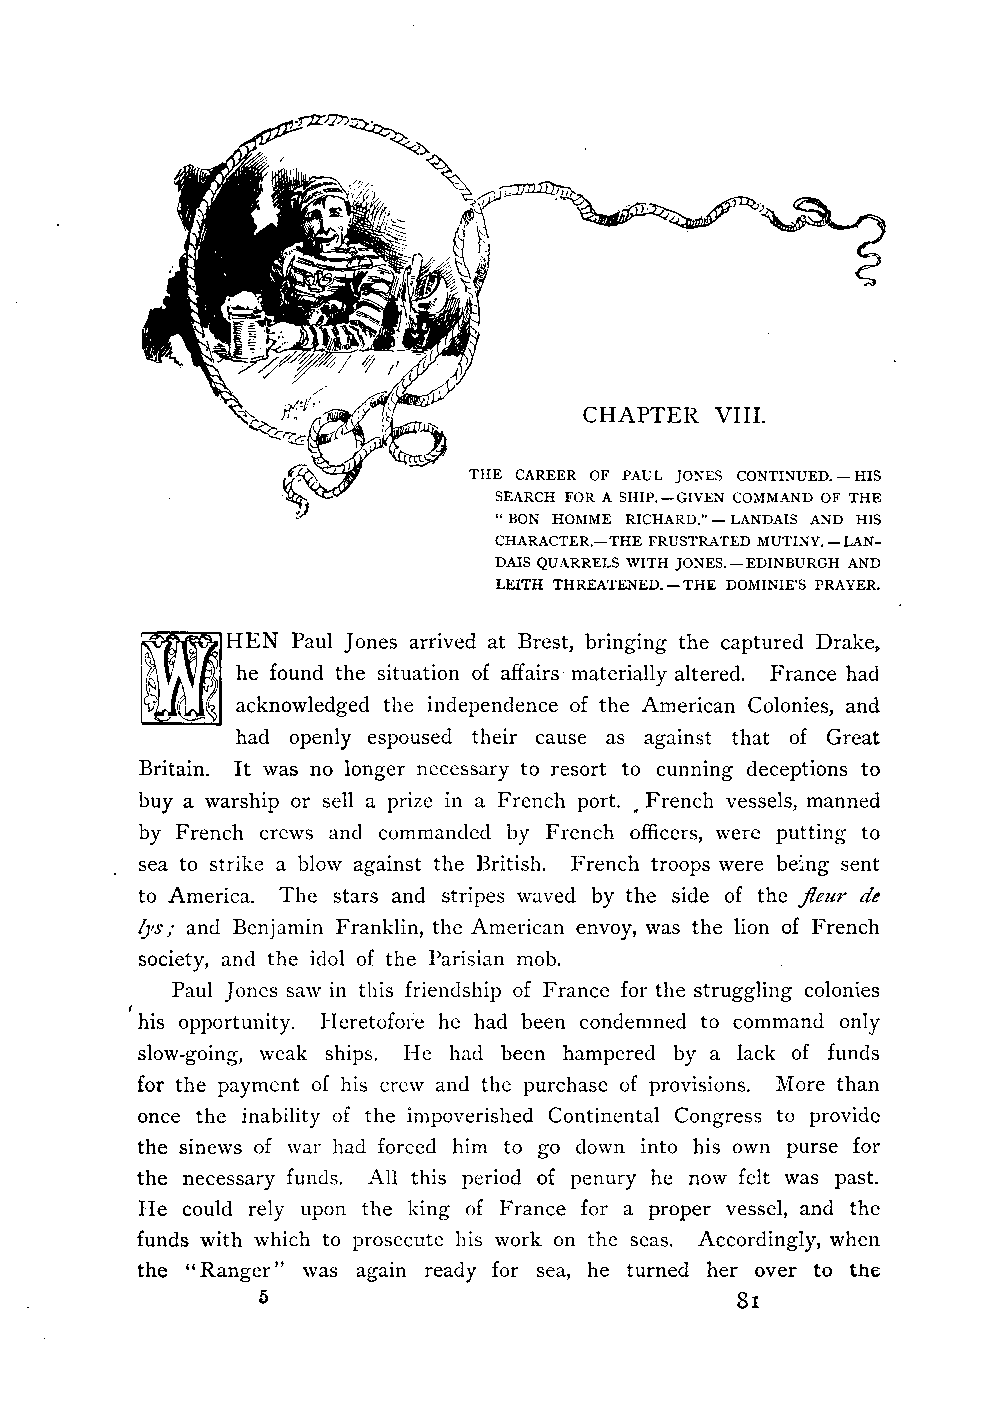 CHAPTER VIII.
THE CAREER OF PAUL JONES CONTINUED.—HIS
SEARCH FOR A SHIP.—GIVEN COMMAND OF THE
"BON HOMME RICHARD."—LANDAIS AND HIS
CHARACTER.—THE FRUSTRATED MUTINY.—LAN-
DAIS QUARRELS WITH JONES.—EDINBURGH AND
LEITH THREATENED.—THE DOMINIE'S PRAYER.
WHEN Paul Jones arrived at Brest, bringing the captured Drake,
he found the situation of affairs materially altered. France had
acknowledged the independence of the American Colonies, and
had openly espoused their cause as against that of Great
Britain. It was no longer necessary to resort to cunning deceptions to
buy a warship or sell a prize in a French port. French vessels, manned
by French crews and commanded by French officers, were putting to
sea to strike a blow against the British. French troops were being sent
to America. The stars and stripes waved by the side of the fleur de
lys; and Benjamin Franklin, the American envoy, was the lion of French
society, and the idol of the Parisian mob.
Paul Jones saw in this friendship of France for the struggling colonies
his opportunity. Heretofore he had been condemned to command only
slow-going, weak ships. He had been hampered by a lack of funds
for the payment of his crew and the purchase of provisions. More than
once the inability of the impoverished Continental Congress to provide
the sinews of war had forced him to go down into his own purse for
the necessary funds. All this period of penury he now felt was past.
He could rely upon the king of France for a proper vessel, and the
funds with which to prosecute his work on the seas. Accordingly, when
the "Ranger" was again ready for sea, he turned her over to the
5 81